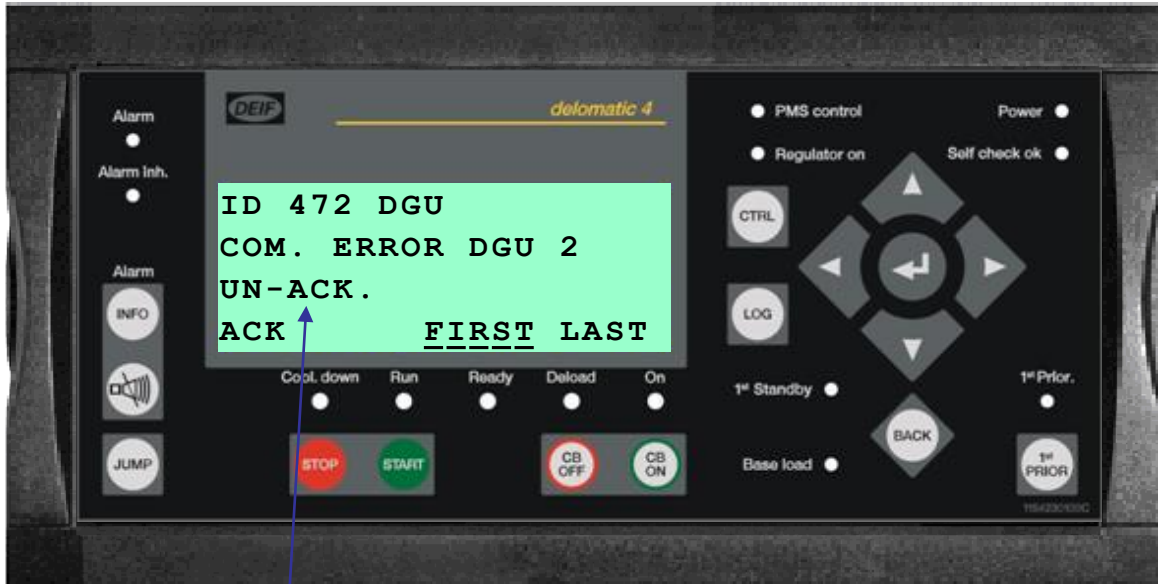 DEIF
delomatic 4
Alarm
Alarm Inh.
PMS control
Power
Regulator on
Self check ok
ID 472 DGU
COM. ERROR DGU 2
UN-ACK.
ACK FIRST LAST
CTRL
Alarm
INFO
LOG
JUMP
Cool. down
Run
Ready
Deload
On
STOP
START
CB OFF
CB ON
1st Standby
Base load
BACK
1st Prior.
1st
PRIOR